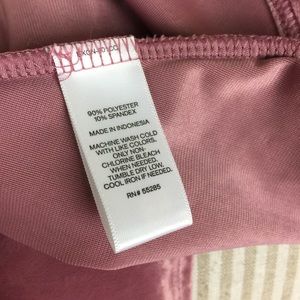 90% POLYESTER
10% SPANDEX
MADE IN INDONESIA
MACHINE WASH COLD
WITH LIKE COLORS.
ONLY NON-
CHLORINE BLEACH
WHEN NEEDED.
TUMBLE DRY LOW.
COOL IRON IF NEEDED.
RN# 55285